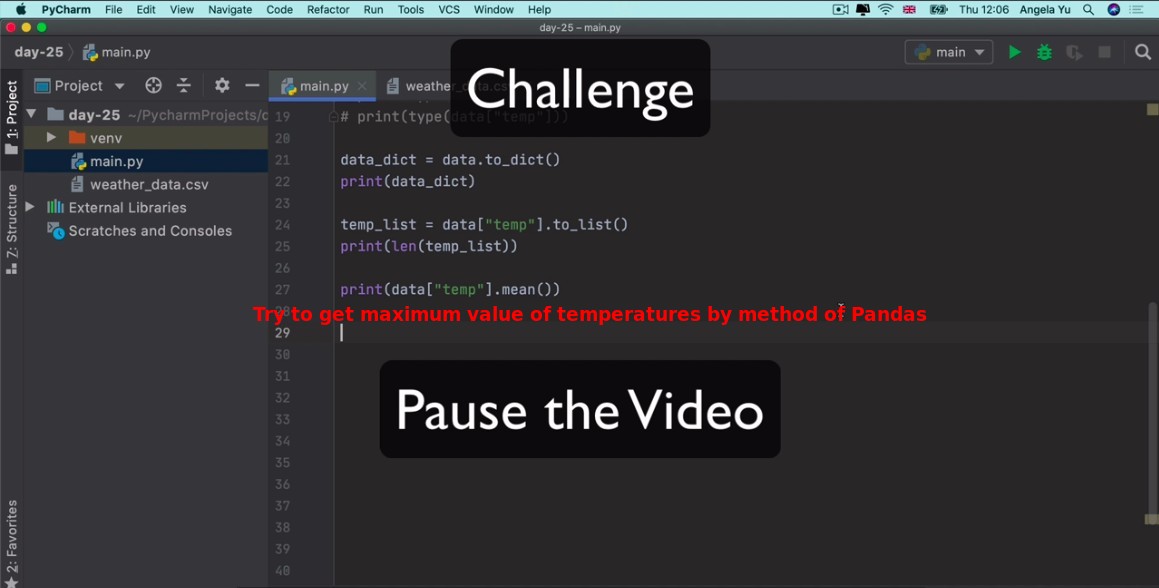 PyCharm File Edit View Navigate Code Refactor Run Tools VCS Window Help Thu 12:06 Angela Yu
day-25 – main.py
day-25 main.py main
Project main.py weather_data.cs
1: Project
Z: Structure
2: Favorites
day-25 ~/PycharmProjects/d
venv
main.py
weather_data.csv
External Libraries
Scratches and Consoles
Challenge
19 # print(type(data["temp"]))
20
21 data_dict = data.to_dict()
22 print(data_dict)
23
24 temp_list = data["temp"].to_list()
25 print(len(temp_list))
26
27 print(data["temp"].mean())
28
Try to get maximum value of temperatures by method of Pandas
29
30
31
Pause the Video
32
33
34
35
36
37
38
39
40